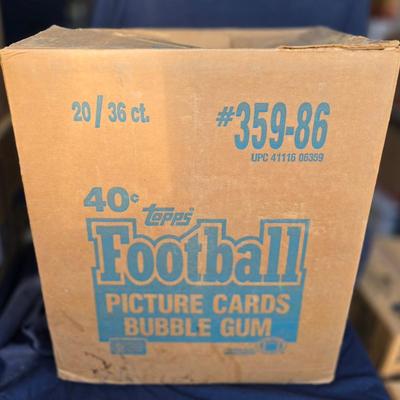 20/36 ct.
#359-86
UPC 41116 06359
40¢
topps
Football
PICTURE CARDS
BUBBLE GUM